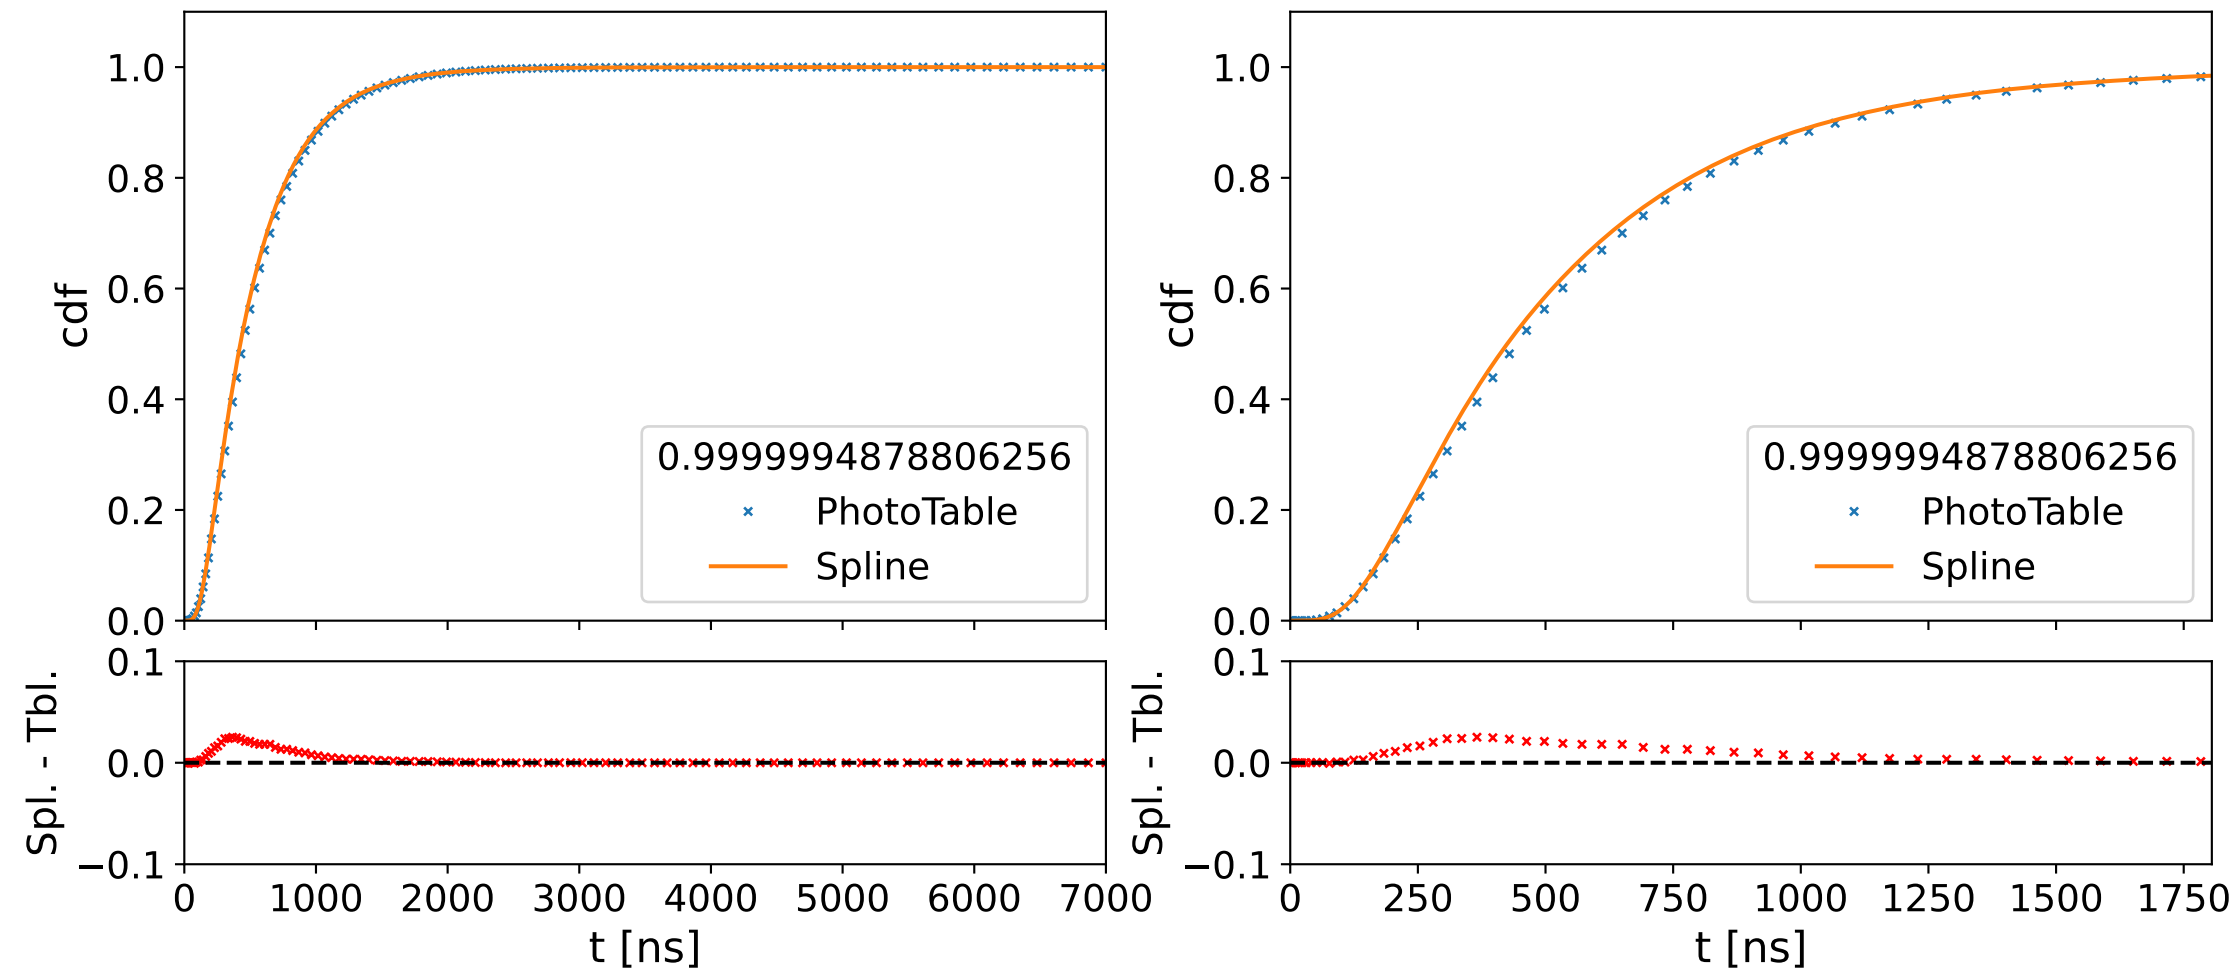 cdf
1.0
0.8
0.6
0.4
0.2
0.0
0.9999994878806256
PhotoTable
Spline
Spl. - Tbl.
0.1
0.0
−0.1
0 1000 2000 3000 4000 5000 6000 7000
t [ns]
cdf
1.0
0.8
0.6
0.4
0.2
0.0
0.9999994878806256
PhotoTable
Spline
Spl. - Tbl.
0.1
0.0
−0.1
0 250 500 750 1000 1250 1500 1750
t [ns]